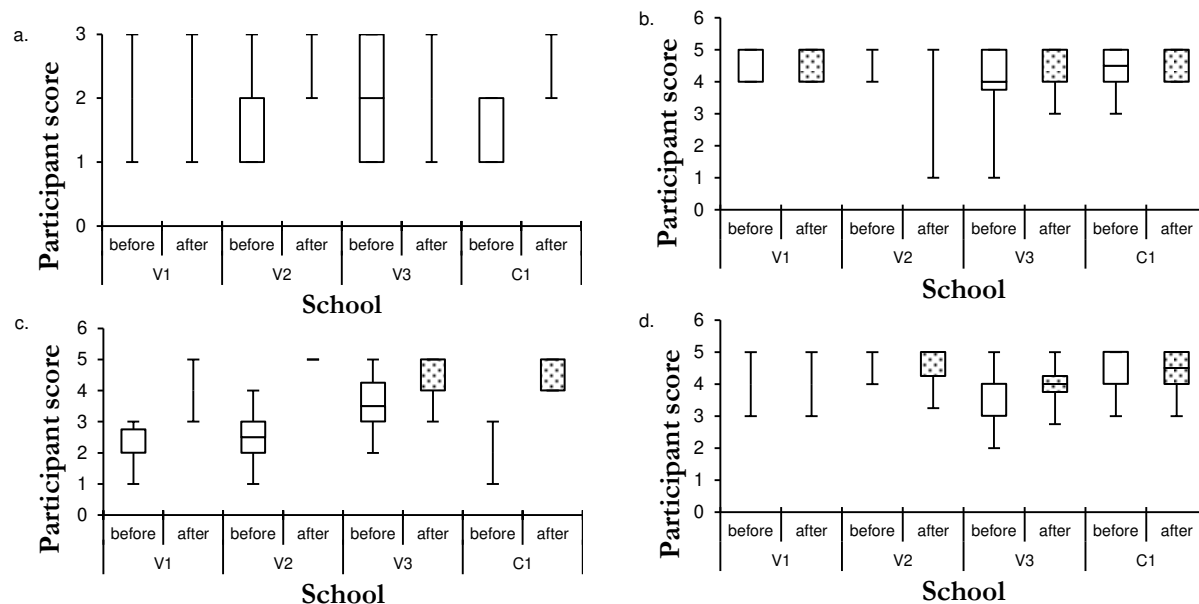 a.
Participant score
3
2
1
0
before after before after before after before after
V1 V2 V3 C1
School
b.
Participant score
6
5
4
3
2
1
0
before after before after before after before after
V1 V2 V3 C1
School
c.
Participant score
6
5
4
3
2
1
0
before after before after before after before after
V1 V2 V3 C1
School
d.
Participant score
6
5
4
3
2
1
0
before after before after before after before after
V1 V2 V3 C1
School